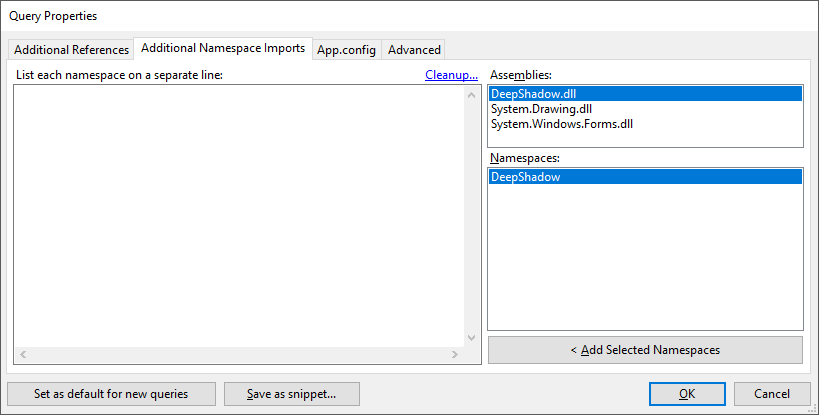 Query Properties
Additional References
Additional Namespace Imports
App.config
Advanced
List each namespace on a separate line:
Cleanup...
Assemblies:
DeepShadow.dll
System.Drawing.dll
System.Windows.Forms.dll
Namespaces:
DeepShadow
< Add Selected Namespaces
Set as default for new queries
Save as snippet...
OK
Cancel